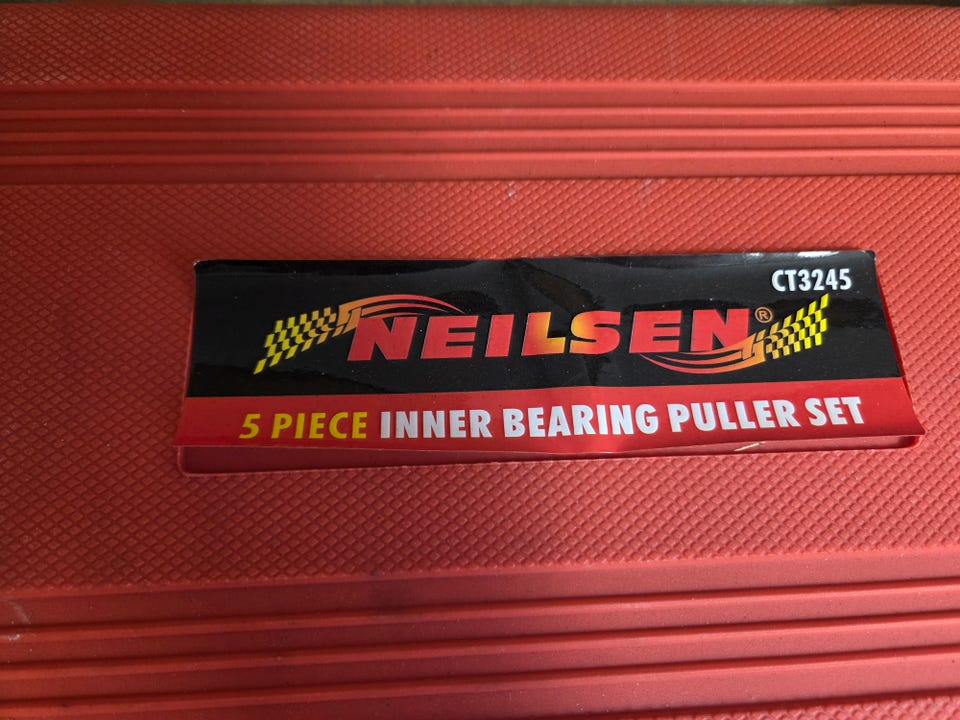 CT3245
NEILSEN®
5 PIECE INNER BEARING PULLER SET